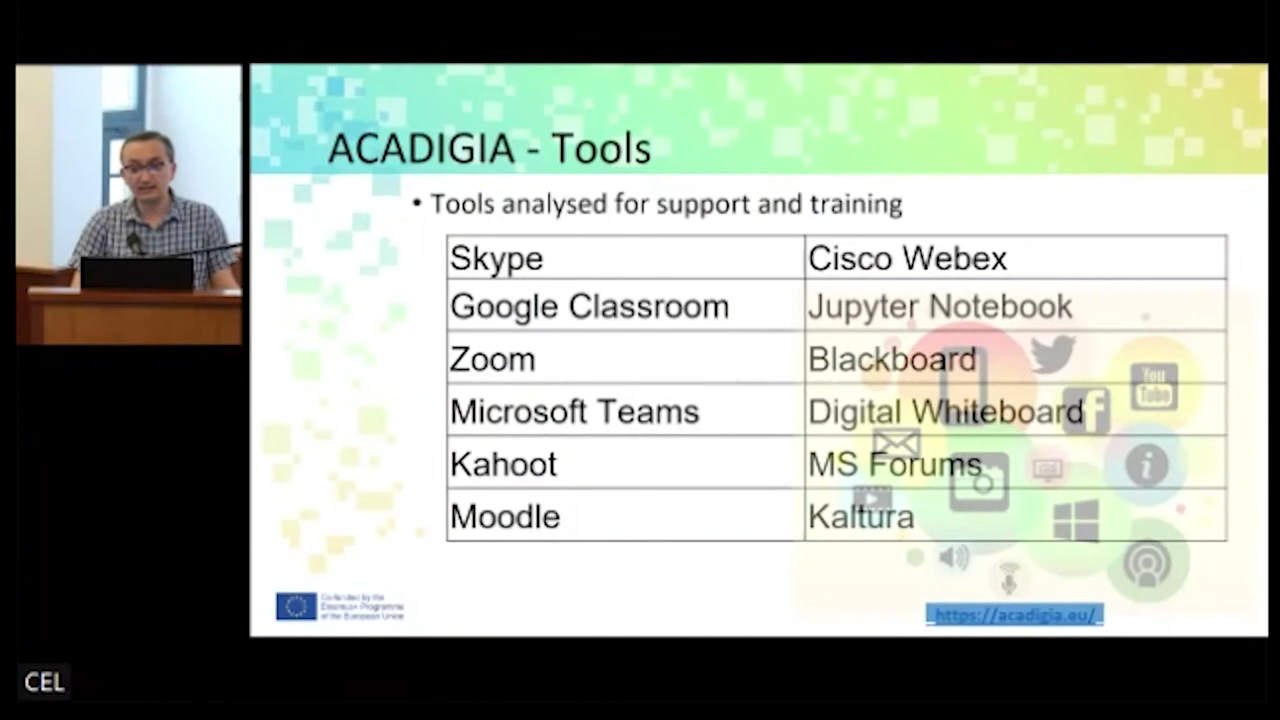 ACADIGIA - Tools
• Tools analysed for support and training
Skype
Cisco Webex
Google Classroom
Jupyter Notebook
Zoom
Blackboard
Microsoft Teams
Digital Whiteboard
Kahoot
MS Forums
Moodle
Kaltura
You
Tube
Co-funded by the
Erasmus+ Programme
of the European Union
https://acadigia.eu/
CEL